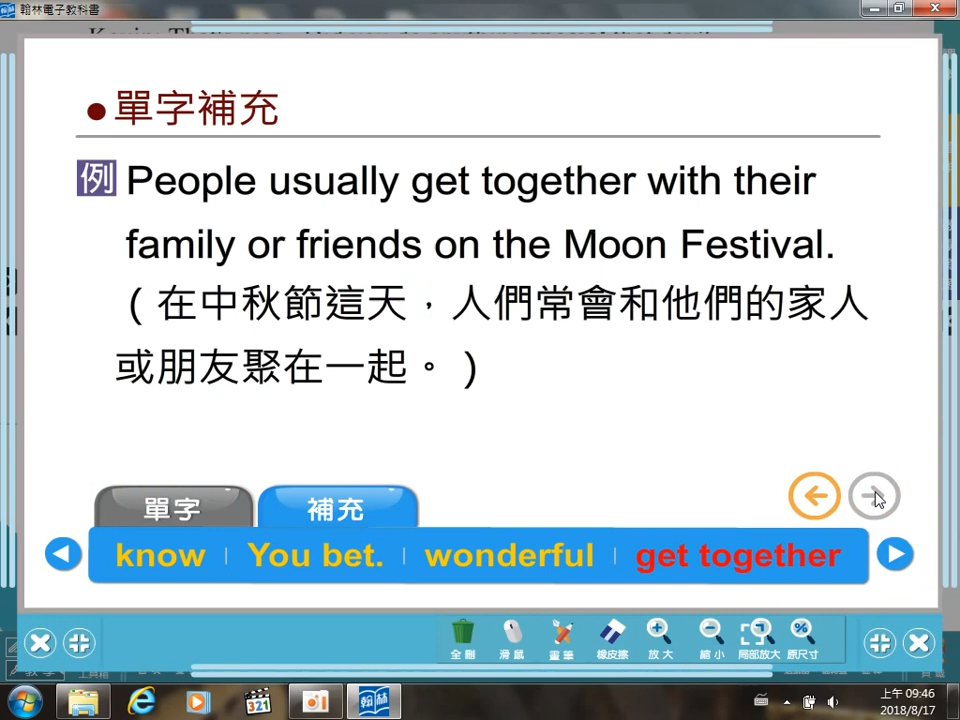 翰林電子教科書
●單字補充
例 People usually get together with their
family or friends on the Moon Festival.
(在中秋節這天，人們常會和他們的家人
或朋友聚在一起。)
單字 補充
know You bet. wonderful get together
全刪 滑鼠 畫筆 橡皮擦 放大 縮小 局部放大 原尺寸
321 翰林
上午 09:46
2018/8/17